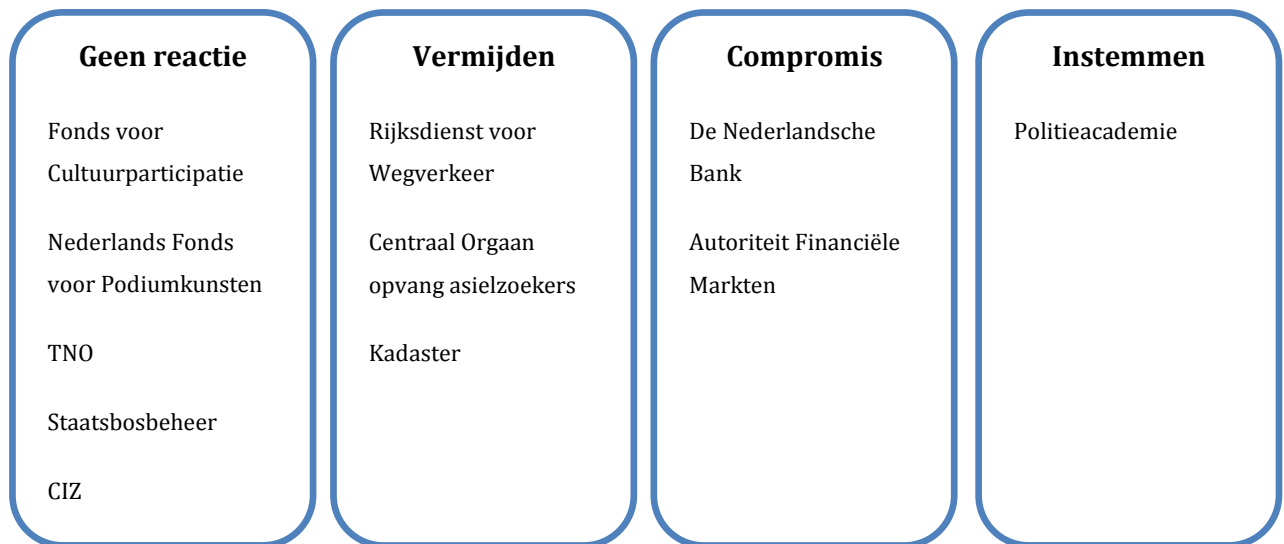 Geen reactie
Fonds voor
Cultuurparticipatie
Nederlands Fonds
voor Podiumkunsten
TNO
Staatsbosbeheer
CIZ
Vermijden
Rijksdienst voor
Wegverkeer
Centraal Orgaan
opvang asielzoekers
Kadaster
Compromis
De Nederlandsche
Bank
Autoriteit Financiële
Markten
Instemmen
Politieacademie